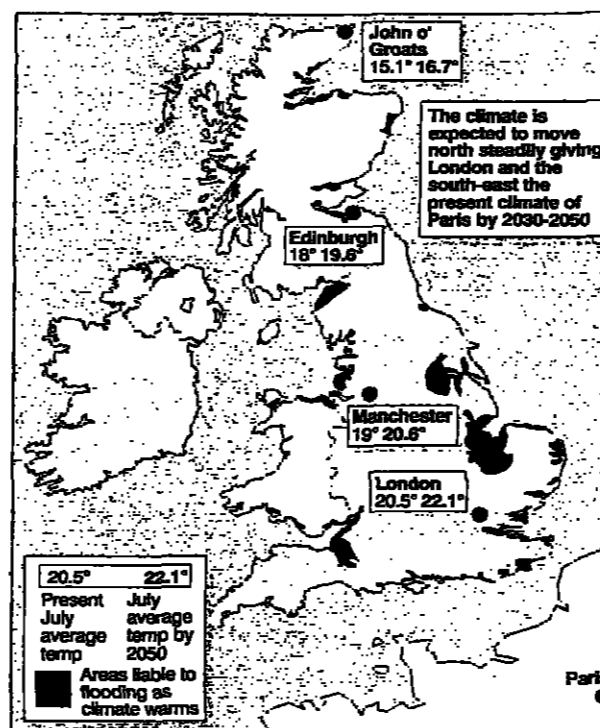 John o'
Groats
15.1° 16.7°
The climate is
expected to move
north steadily giving
London and the
south-east the
present climate of
Paris by 2030-2050
Edinburgh
18° 19.6°
Manchester
19° 20.6°
London
20.5° 22.1°
20.5° 22.1°
Present July
July average
average temp by
temp 2050
Areas liable to
flooding as
climate warms